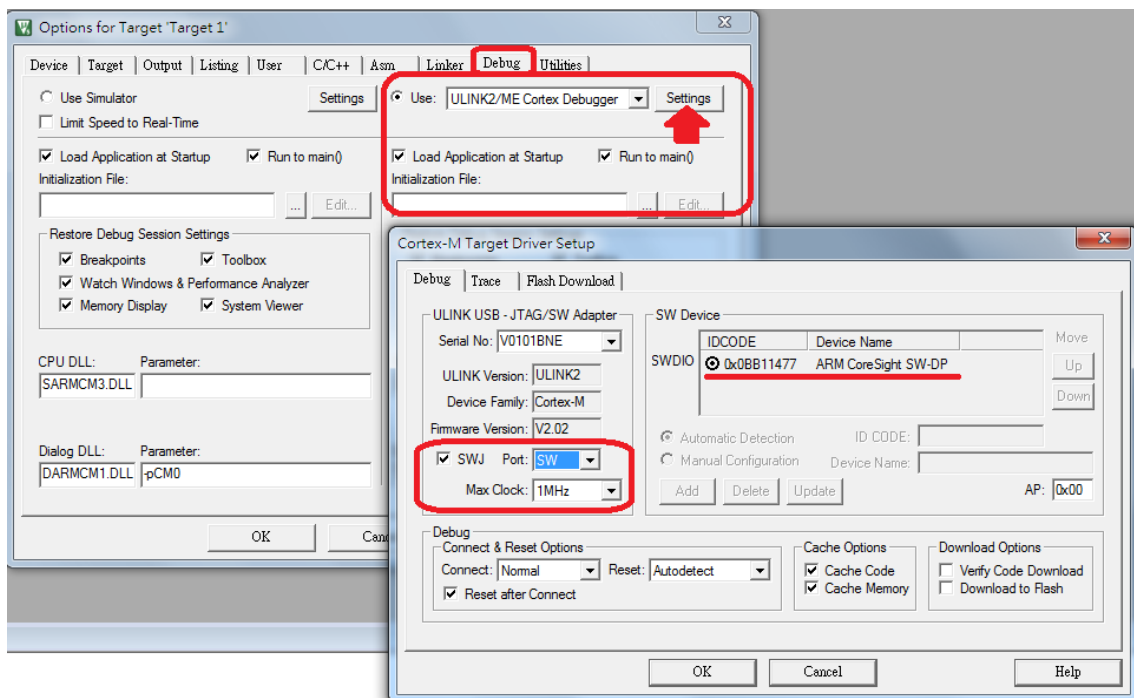 Options for Target 'Target 1'
Device Target Output Listing User C/C++ Asm Linker Debug Utilities
Use Simulator Settings
Limit Speed to Real-Time
Use: ULINK2/ME Cortex Debugger Settings
Load Application at Startup Run to main()
Initialization File:
... Edit...
Load Application at Startup Run to main()
Initialization File:
... Edit...
Restore Debug Session Settings
Breakpoints Toolbox
Watch Windows & Performance Analyzer
Memory Display System Viewer
CPU DLL: Parameter:
SARMCM3.DLL
Dialog DLL: Parameter:
DARMCM1.DLL -pCM0
OK
Cortex-M Target Driver Setup
Debug Trace Flash Download
ULINK USB - JTAG/SW Adapter
Serial No: V0101BNE
ULINK Version: ULINK2
Device Family: Cortex-M
Firmware Version: V2.02
SWJ Port: SW
Max Clock: 1MHz
SW Device
IDCODE Device Name
SWDIO 0x0BB11477 ARM CoreSight SW-DP
Move
Up
Down
Automatic Detection ID CODE:
Manual Configuration Device Name:
Add Delete Update AP: 0x00
Debug
Connect & Reset Options
Connect: Normal Reset: Autodetect
Reset after Connect
Cache Options
Cache Code
Cache Memory
Download Options
Verify Code Download
Download to Flash
OK Cancel Help